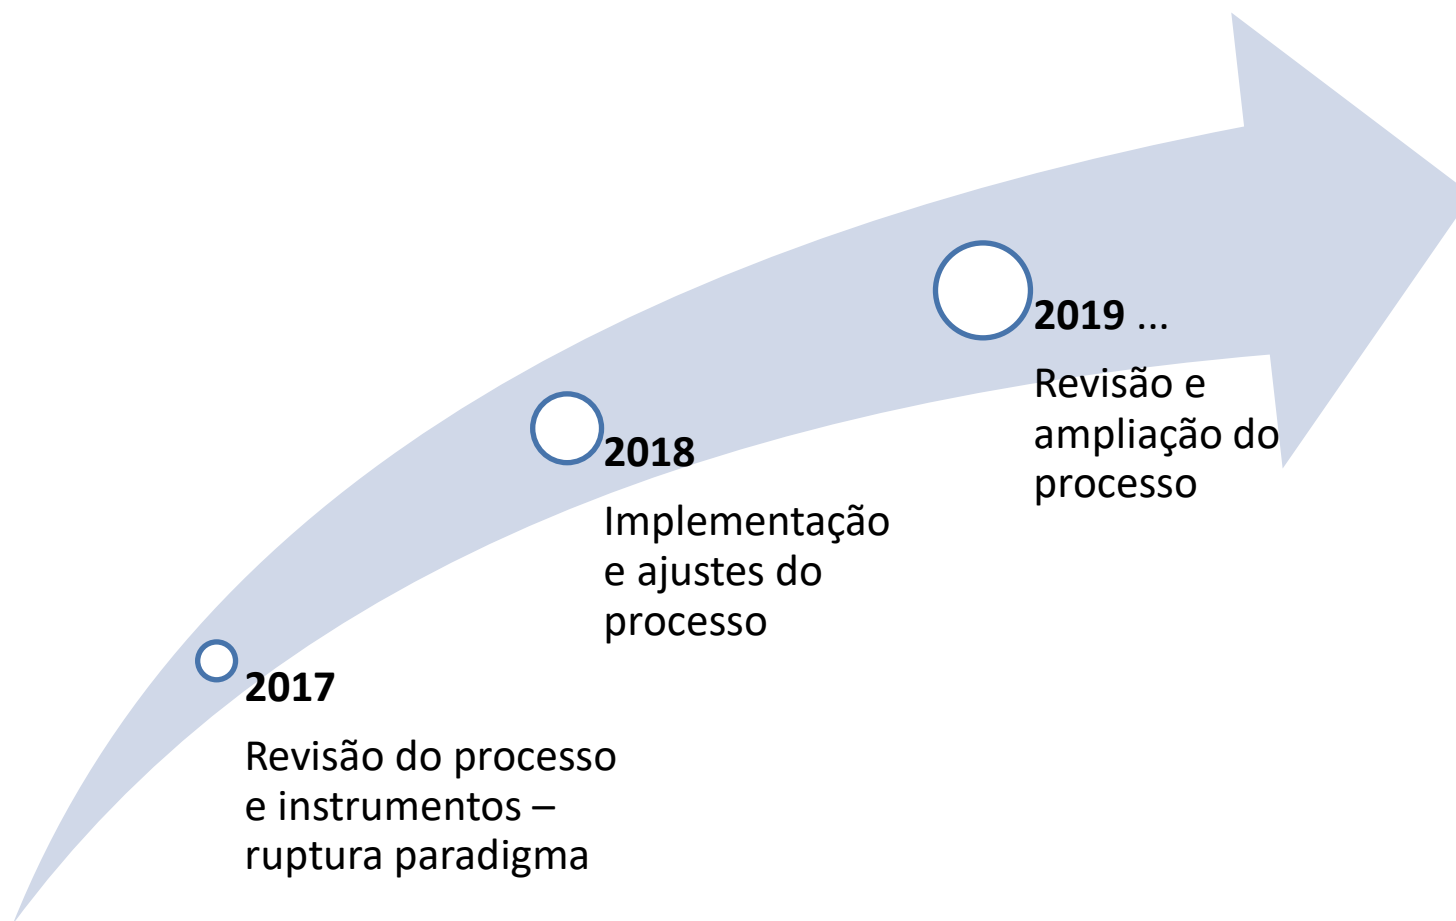 2017
Revisão do processo
e instrumentos –
ruptura paradigma
2018
Implementação
e ajustes do
processo
2019 ...
Revisão e
ampliação do
processo